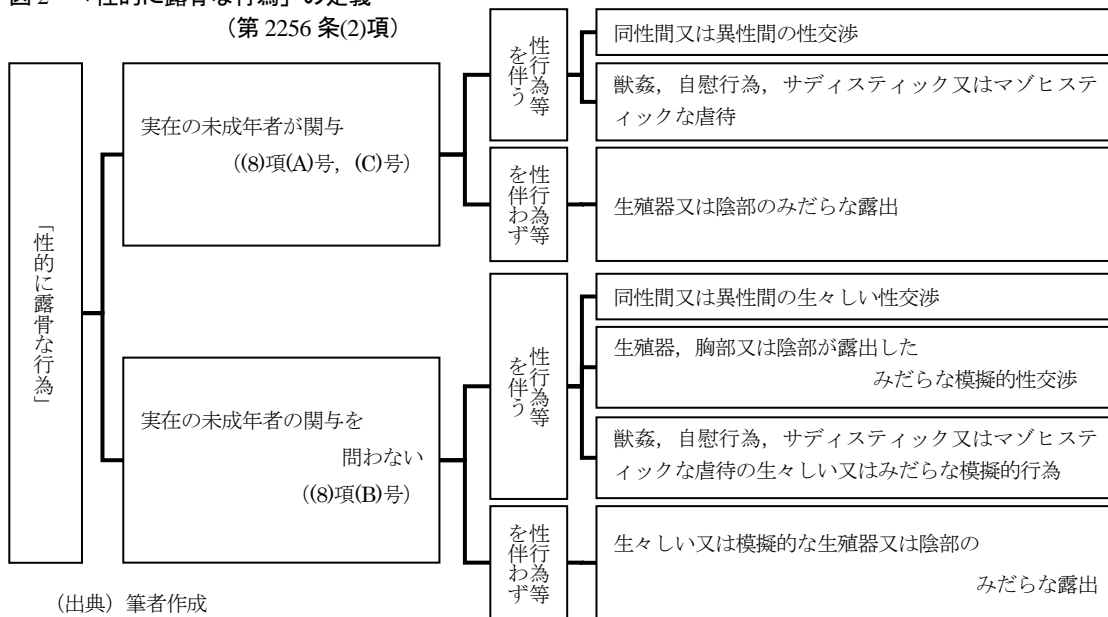 図 2 「性的に露骨な行為」の定義
（第 2256 条(2)項）
「性的に露骨な行為」
実在の未成年者が関与
((8)項(A)号，(C)号）
性行為等
を伴う
同性間又は異性間の性交渉
獣姦，自慰行為，サディスティック又はマゾヒステ
ィックな虐待
性行為等
を伴わず
生殖器又は陰部のみだらな露出
実在の未成年者の関与を
問わない
((8)項(B)号）
性行為等
を伴う
同性間又は異性間の生々しい性交渉
生殖器，胸部又は陰部が露出した
みだらな模擬的性交渉
獣姦，自慰行為，サディスティック又はマゾヒステ
ィックな虐待の生々しい又はみだらな模擬的行為
性行為等
を伴わず
生々しい又は模擬的な生殖器又は陰部の
みだらな露出
（出典）筆者作成